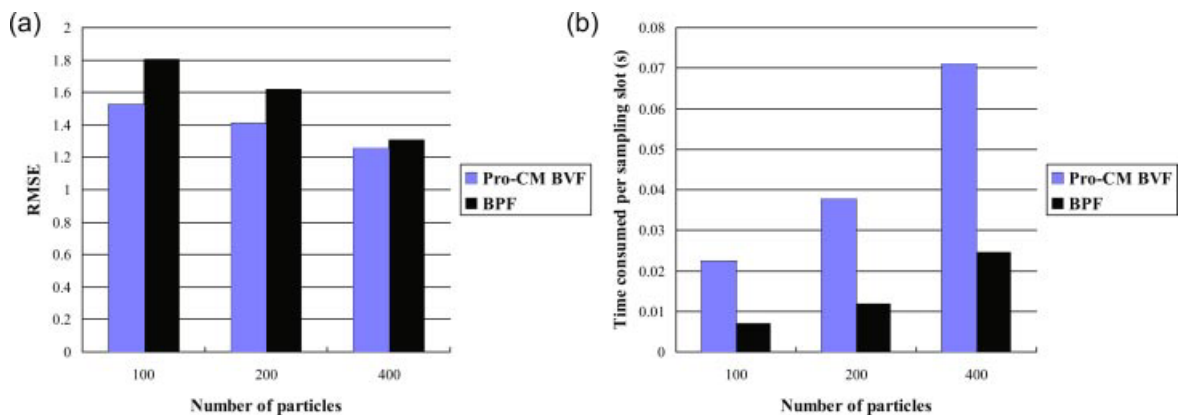 (a)
RMSE
2
1.8
1.6
1.4
1.2
1
0.8
0.6
0.4
0.2
0
100 200 400
Number of particles
Pro-CM BVF
BPF
(b)
Time consumed per sampling slot (s)
0.08
0.07
0.06
0.05
0.04
0.03
0.02
0.01
0
100 200 400
Number of particles
Pro-CM BVF
BPF